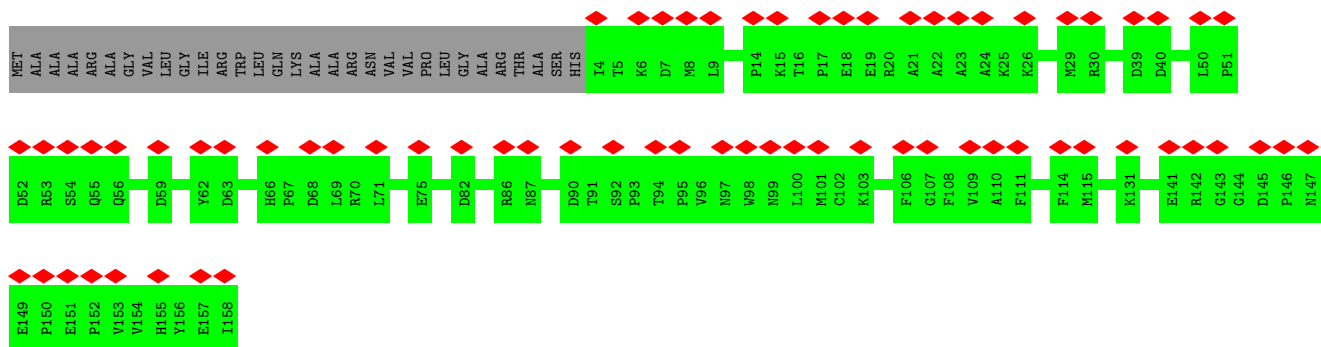 MET ALA ALA ALA ARG ALA GLY VAL LEU GLY ILE ARG TRP LEU GLN LYS ALA ALA ARG ASN VAL VAL PRO LEU GLY ALA ARG THR ALA SER HIS I4 T5 K6 D7 M8 L9 P14 K15 T16 P17 E18 E19 R20 A21 A22 A23 A24 K25 K26 M29 R30 D39 D40 L50 P51
D52 R53 S54 Q55 Q56 D59 Y62 D63 H66 P67 D68 L69 R70 L71 E75 D82 R86 N87 D90 T91 S92 P93 T94 P95 V96 N97 W98 N99 L100 M101 C102 K103 F106 G107 F108 V109 A110 F111 F114 M115 K131 E141 R142 G143 G144 D145 P146 N147
E149 P150 E151 P152 V153 V154 H155 Y156 E157 I158